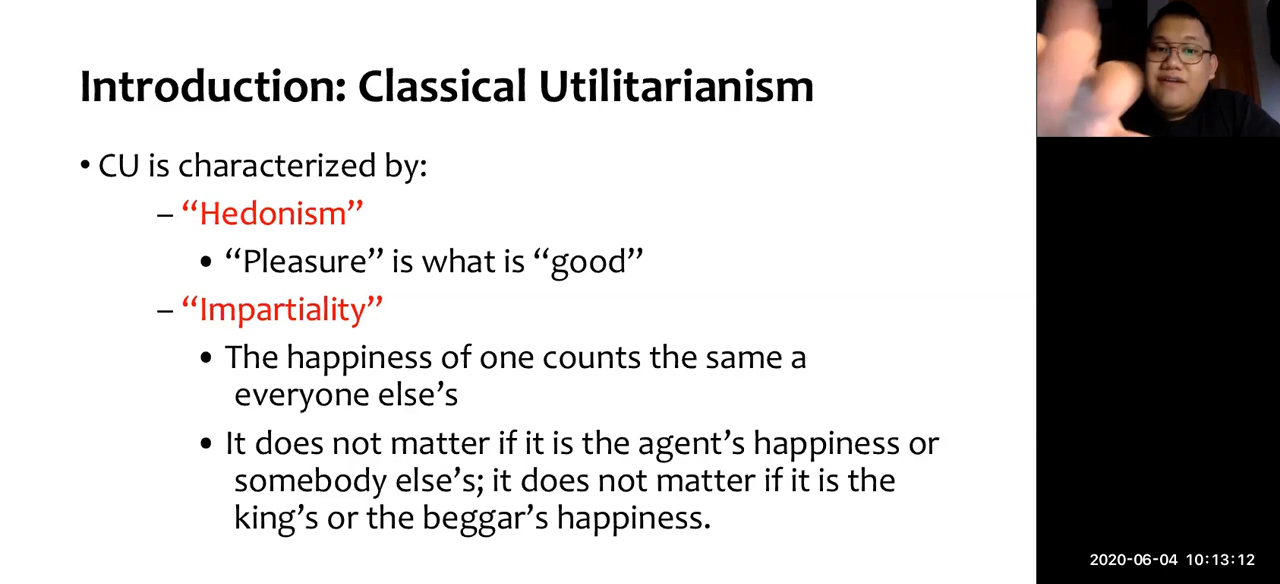 Introduction: Classical Utilitarianism
• CU is characterized by:
– “Hedonism”
• “Pleasure” is what is “good”
– “Impartiality”
• The happiness of one counts the same a
everyone else’s
• It does not matter if it is the agent’s happiness or
somebody else’s; it does not matter if it is the
king’s or the beggar’s happiness.
2020-06-04 10:13:12